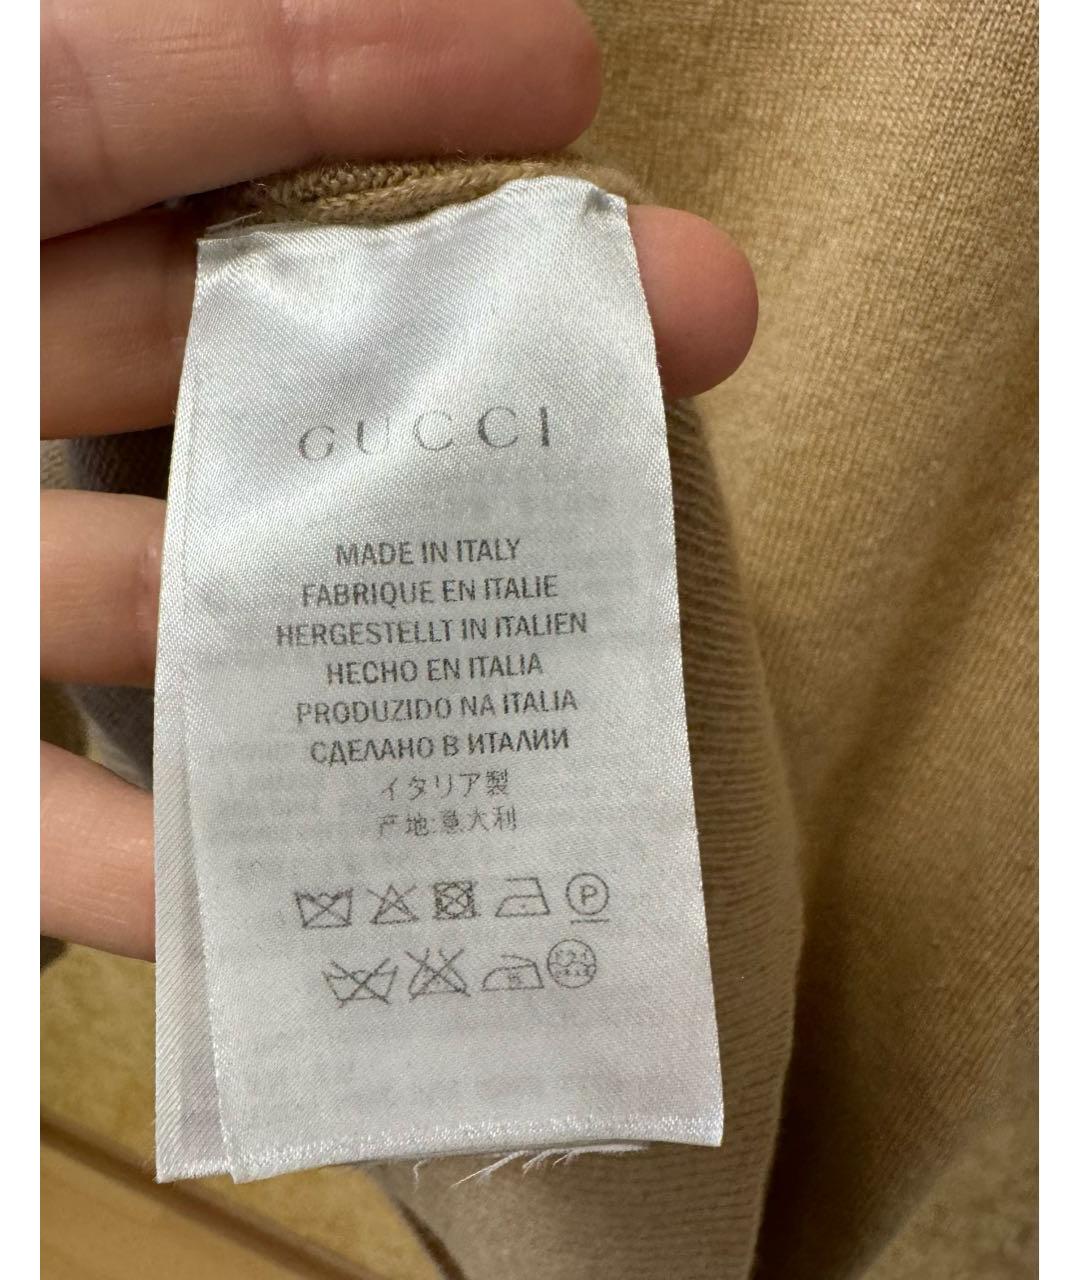 GUCCI
MADE IN ITALY
FABRIQUE EN ITALIE
HERGESTELLT IN ITALIEN
HECHO EN ITALIA
PRODUZIDO NA ITALIA
СДЕЛАНО В ИТАЛИИ
イタリア製
产地:意大利
P